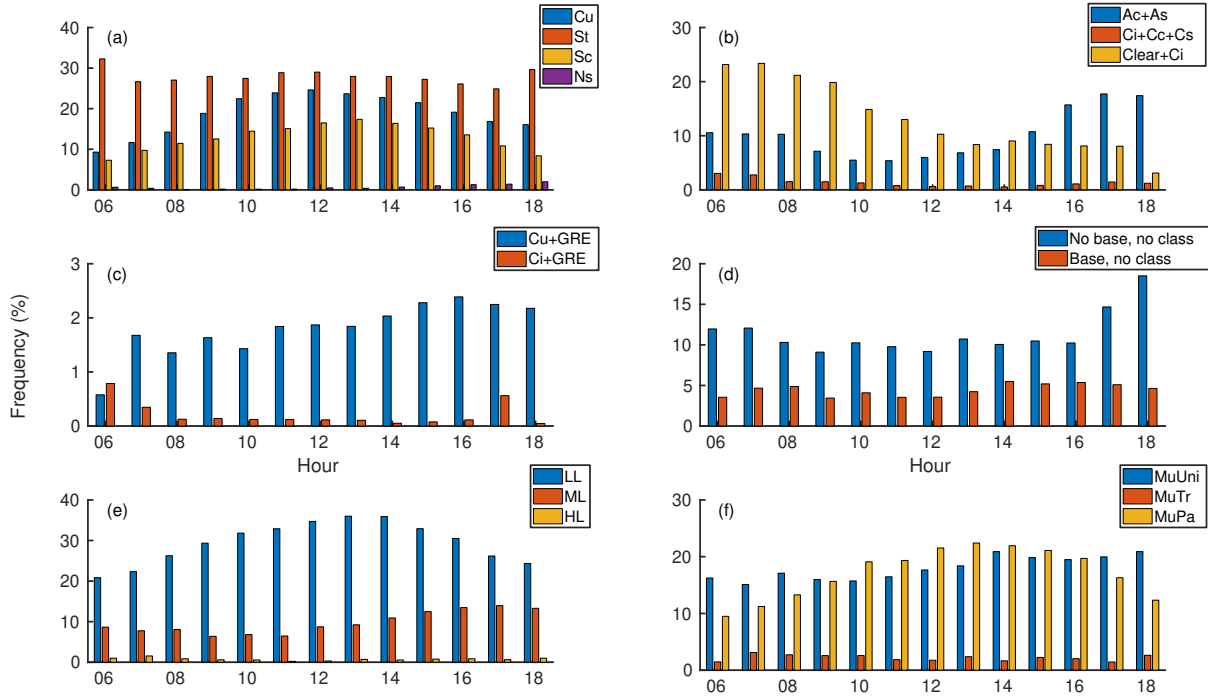 (a)
Cu
St
Sc
Ns
40
30
20
10
0
06 08 10 12 14 16 18
(b)
Ac+As
Ci+Cc+Cs
Clear+Ci
30
20
10
0
06 08 10 12 14 16 18
Frequency (%)
(c)
Cu+GRE
Ci+GRE
3
2
1
0
06 08 10 12 14 16 18
Hour
(d)
No base, no class
Base, no class
20
15
10
5
0
06 08 10 12 14 16 18
Hour
(e)
LL
ML
HL
40
30
20
10
0
06 08 10 12 14 16 18
(f)
MuUni
MuTr
MuPa
30
20
10
0
06 08 10 12 14 16 18